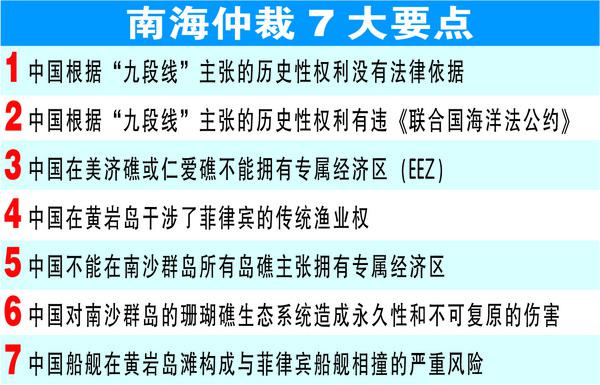 南海仲裁7大要点
1 中国根据“九段线”主张的历史性权利没有法律依据
2 中国根据“九段线”主张的历史性权利有违《联合国海洋法公约》
3 中国在美济礁或仁爱礁不能拥有专属经济区（EEZ）
4 中国在黄岩岛干涉了菲律宾的传统渔业权
5 中国不能在南沙群岛所有岛礁主张拥有专属经济区
6 中国对南沙群岛的珊瑚礁生态系统造成永久性和不可复原的伤害
7 中国船舰在黄岩岛滩构成与菲律宾船舰相撞的严重风险